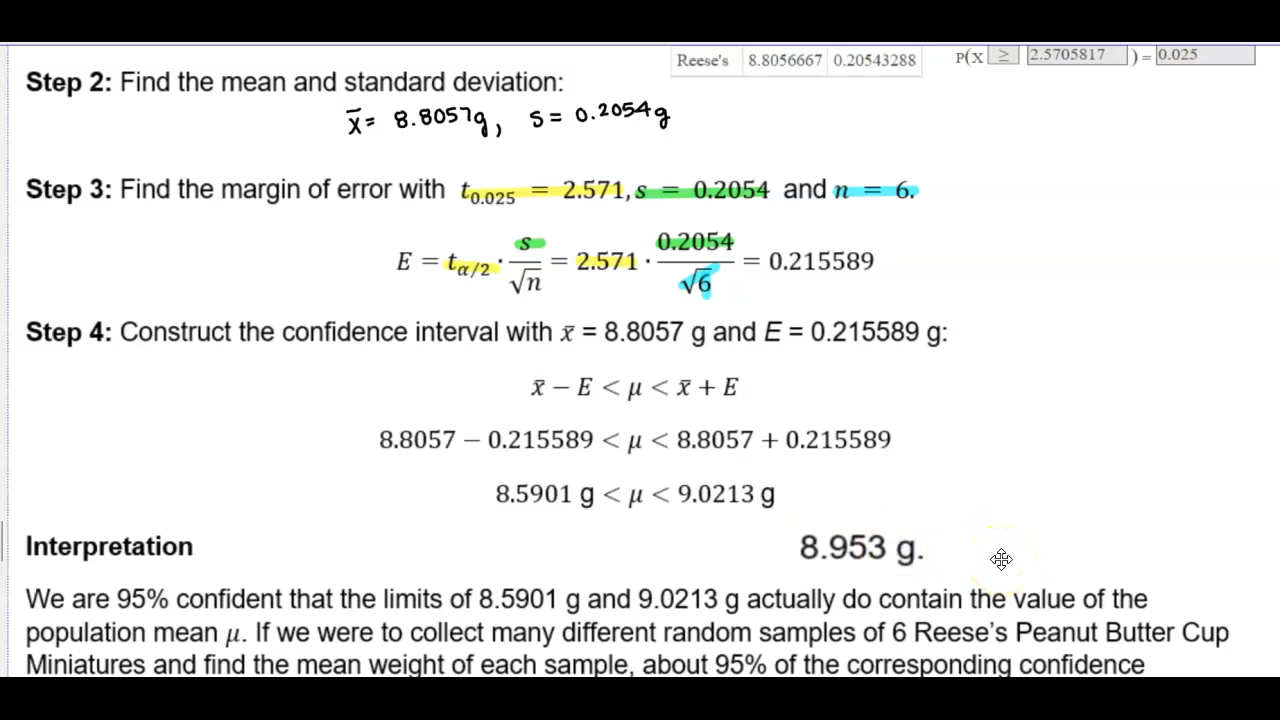 Reese's 8.8056667 0.20543288 P(X ≥ 2.5705817 ) = 0.025
Step 2: Find the mean and standard deviation:
x̄ = 8.8057g, s = 0.2054g
Step 3: Find the margin of error with t₀.₀₂₅ = 2.571, s = 0.2054 and n = 6.
E = t_α/2 · s/√n = 2.571 · 0.2054/√6 = 0.215589
Step 4: Construct the confidence interval with x̄ = 8.8057 g and E = 0.215589 g:
x̄ − E < μ < x̄ + E
8.8057 − 0.215589 < μ < 8.8057 + 0.215589
8.5901 g < μ < 9.0213 g
Interpretation 8.953 g.
We are 95% confident that the limits of 8.5901 g and 9.0213 g actually do contain the value of the
population mean μ. If we were to collect many different random samples of 6 Reese's Peanut Butter Cup
Miniatures and find the mean weight of each sample, about 95% of the corresponding confidence